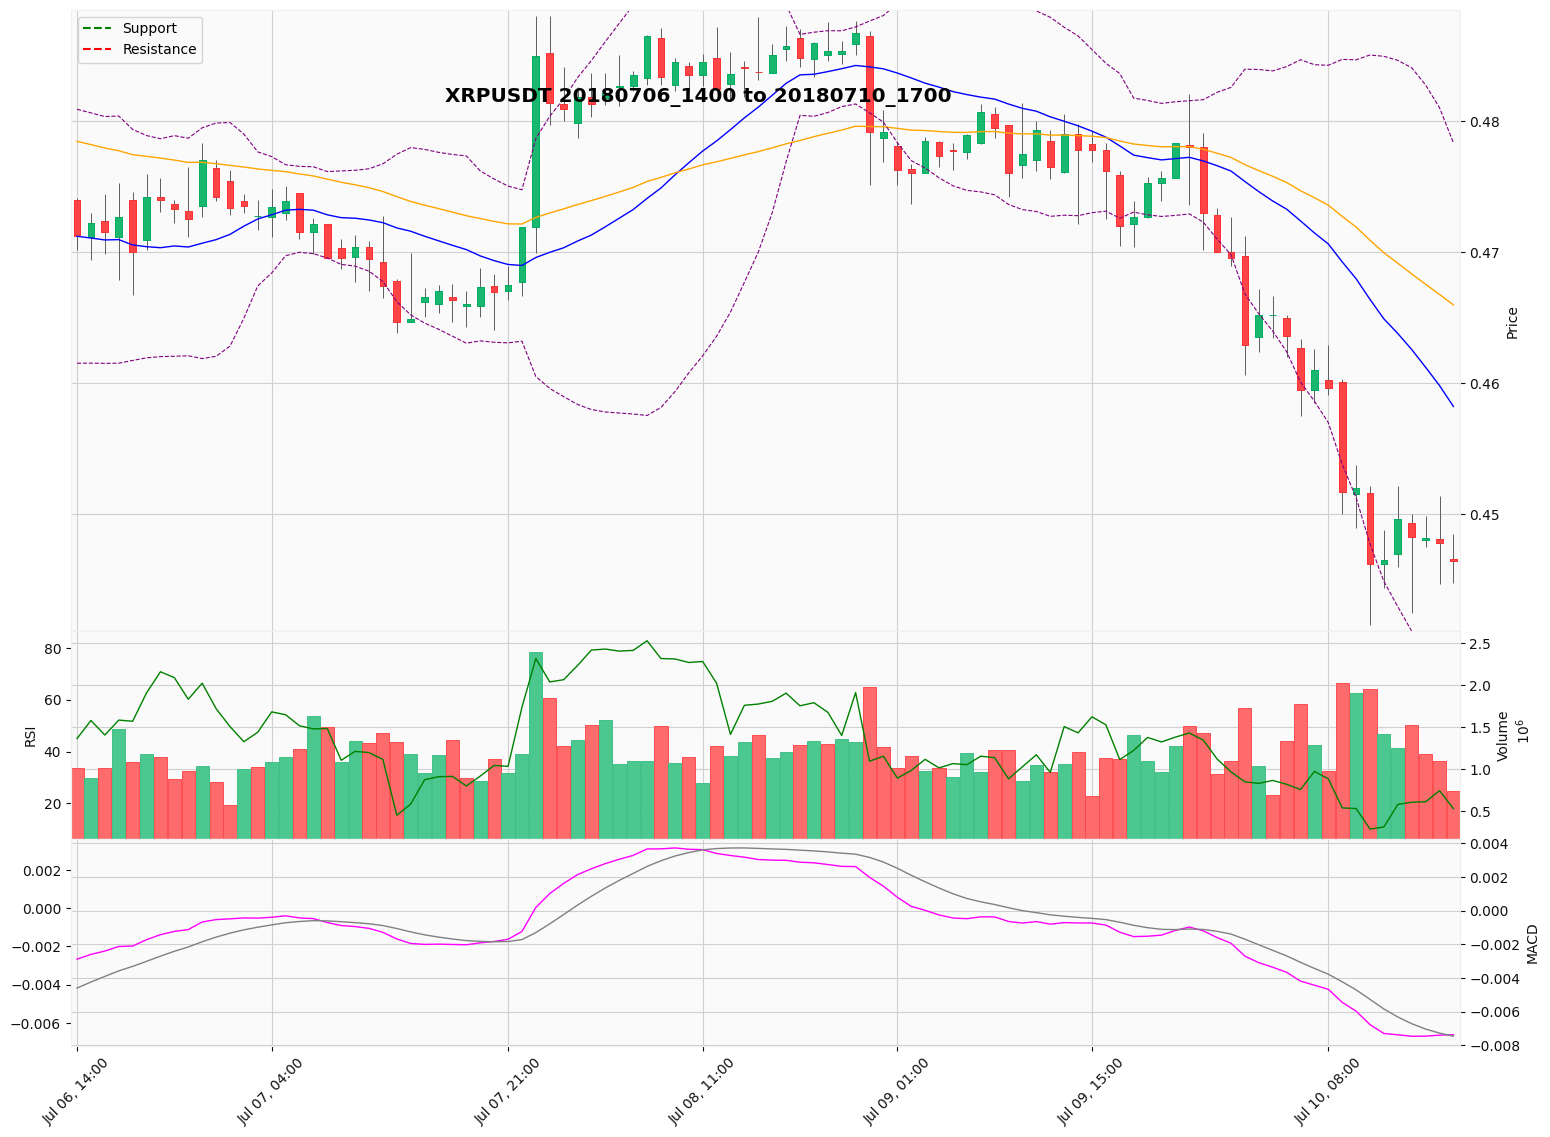 Support
Resistance
XRPUSDT 20180706_1400 to 20180710_1700
0.48
0.47
0.46
0.45
Price
80
60
40
20
RSI
2.5
2.0
1.5
1.0
0.5
Volume
10^6
0.002
0.000
−0.002
−0.004
−0.006
0.004
0.002
0.000
−0.002
−0.004
−0.006
−0.008
MACD
Jul 06, 14:00
Jul 07, 04:00
Jul 07, 21:00
Jul 08, 11:00
Jul 09, 01:00
Jul 09, 15:00
Jul 10, 08:00